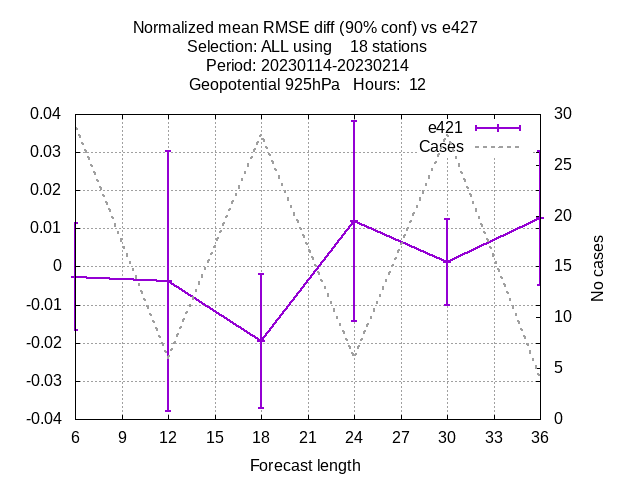 Normalized mean RMSE diff (90% conf) vs e427
Selection: ALL using    18 stations
Period: 20230114-20230214
Geopotential 925hPa   Hours:  12
0.04
0.03
0.02
0.01
0
-0.01
-0.02
-0.03
-0.04
e421
Cases
30
25
20
15
10
5
0
No cases
6 9 12 15 18 21 24 27 30 33 36
Forecast length